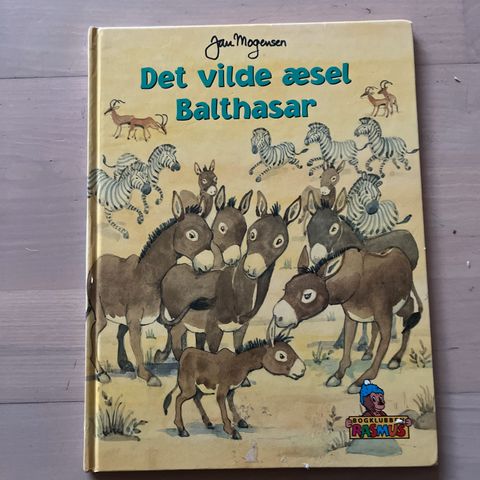 Jan Mogensen
Det vilde æsel
Balthasar
BOGKLUBBEN
RASMUS